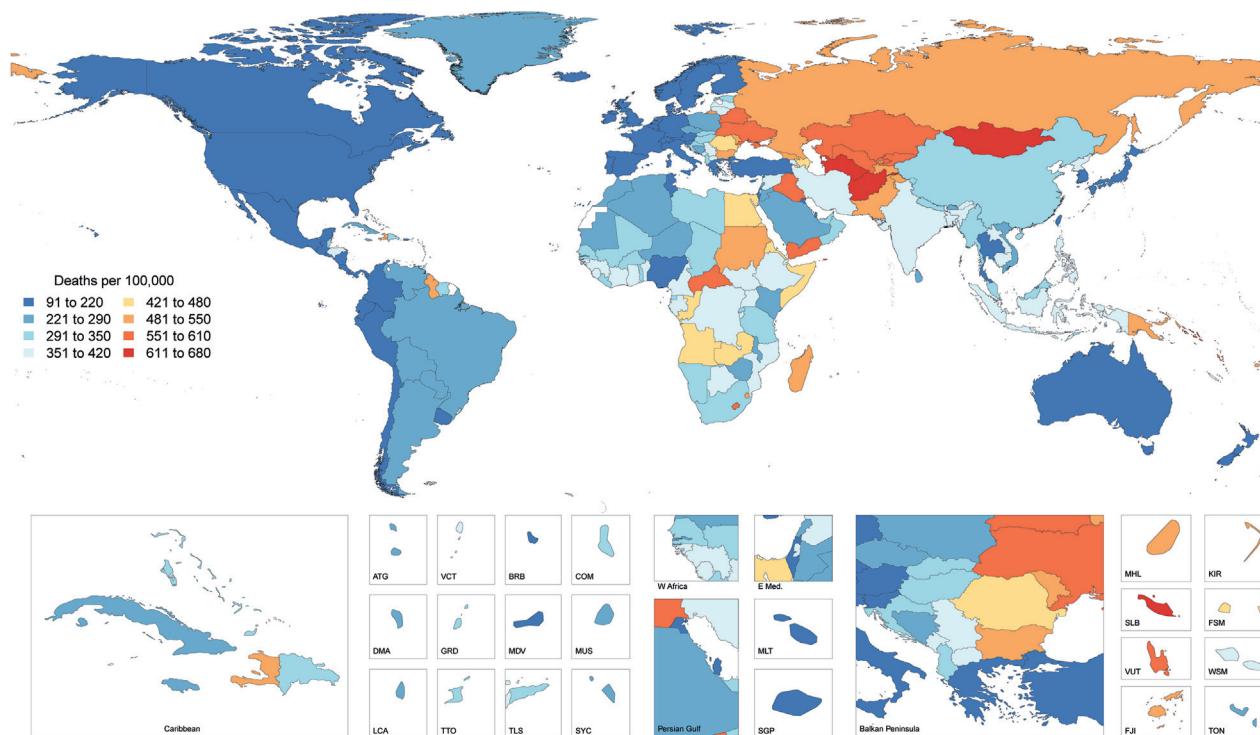 Deaths per 100,000
91 to 220
421 to 480
221 to 290
481 to 550
291 to 350
551 to 610
351 to 420
611 to 680
Caribbean
ATG
VCT
BRB
COM
DMA
GRD
MDV
MUS
LCA
TTO
TLS
SYC
W Africa
E Med.
Persian Gulf
MLT
SGP
Balkan Peninsula
MHL
KIR
SLB
FSM
VUT
WSM
FJI
TON